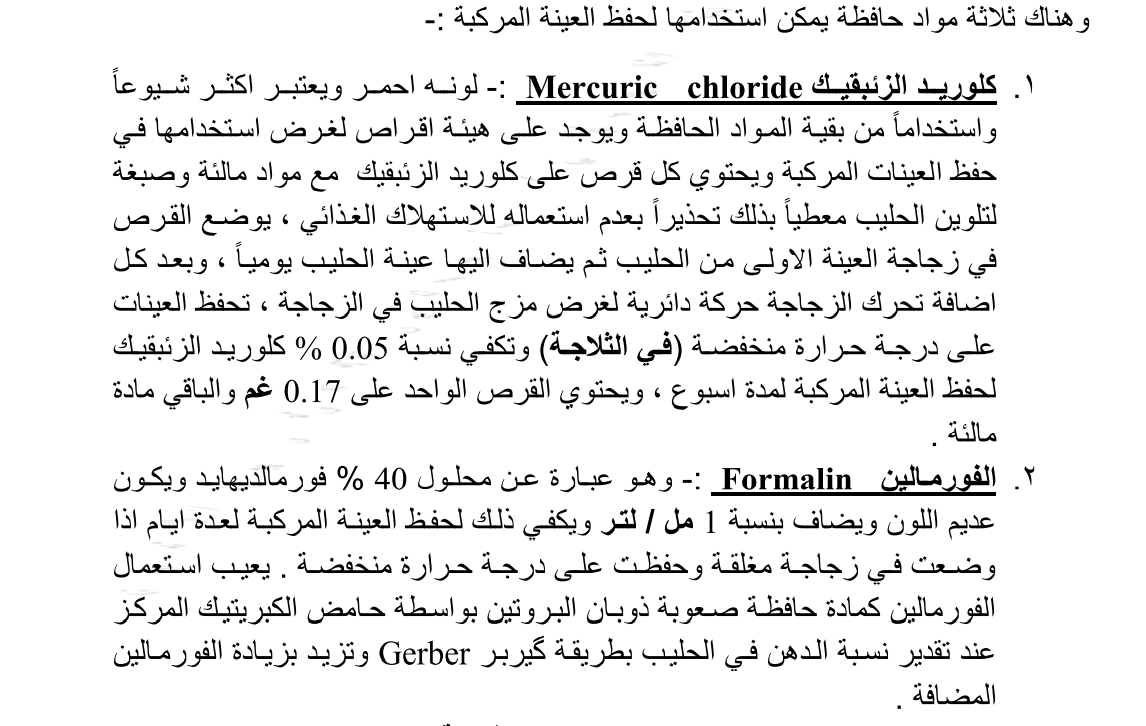 وهناك ثلاثة مواد حافظة يمكن استخدامها لحفظ العينة المركبة :-
١. كلوريد الزئبقيك Mercuric chloride :- لونه احمر ويعتبر اكثر شيوعاً
واستخداماً من بقية المواد الحافظة ويوجد على هيئة اقراص لغرض استخدامها في
حفظ العينات المركبة ويحتوي كل قرص على كلوريد الزئبقيك مع مواد مالئة وصبغة
لتلوين الحليب معطياً بذلك تحذيراً بعدم استعماله للاستهلاك الغذائي ، يوضع القرص
في زجاجة العينة الاولى من الحليب ثم يضاف اليها عينة الحليب يومياً ، وبعد كل
اضافة تحرك الزجاجة حركة دائرية لغرض مزج الحليب في الزجاجة ، تحفظ العينات
على درجة حرارة منخفضة (في الثلاجة) وتكفي نسبة 0.05 % كلوريد الزئبقيك
لحفظ العينة المركبة لمدة اسبوع ، ويحتوي القرص الواحد على 0.17 غم والباقي مادة
مالئة .
٢. الفورمالين Formalin :- وهو عبارة عن محلول 40 % فورمالديهايد ويكون
عديم اللون ويضاف بنسبة 1 مل / لتر ويكفي ذلك لحفظ العينة المركبة لعدة ايام اذا
وضعت في زجاجة مغلقة وحفظت على درجة حرارة منخفضة . يعيب استعمال
الفورمالين كمادة حافظة صعوبة ذوبان البروتين بواسطة حامض الكبريتيك المركز
عند تقدير نسبة الدهن في الحليب بطريقة گيربر Gerber وتزيد بزيادة الفورمالين
المضافة .